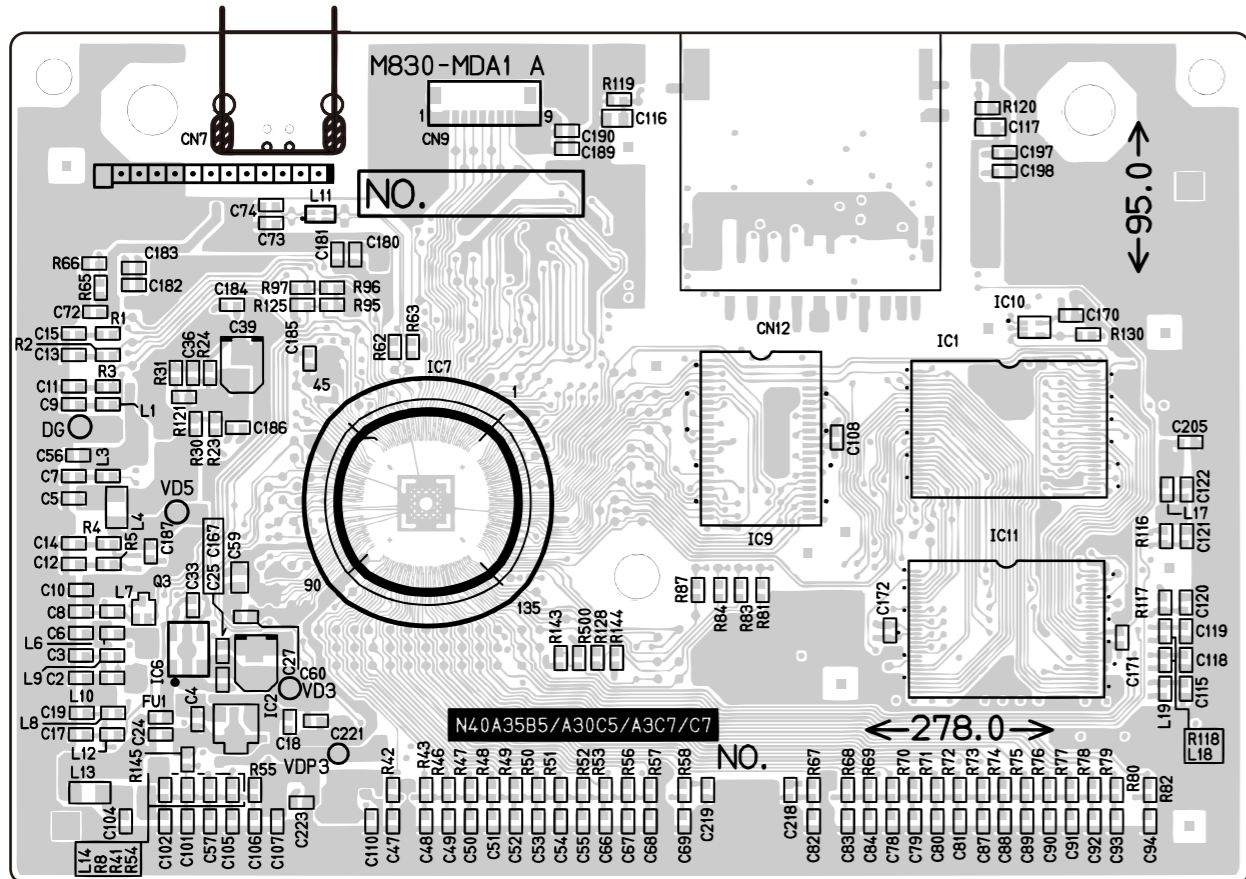 M830-MDA1 A
CN7
1
9
CN9
R119
C116
C190
C189
R120
C117
C197
C198
←95.0→
NO.
C74
L11
C73
C181
C180
R66
C183
R65
C182
C72
C184
R97
R96
R125
R95
C15
R1
R2
C13
C39
C36
R24
R31
C185
R62
R63
CN12
IC10
C170
R130
IC1
C11
R3
C9
L1
R121
45
IC7
1
DG
R30
R23
C186
C108
C205
C56
L3
C7
C5
L4
VD5
C122
L17
R4
C14
R5
C12
C187
C167
C25
C59
IC9
IC11
R116
C121
C10
L7
Q3
C33
C8
90
135
R87
R84
R83
R81
C172
R117
C120
C6
L6
C3
L9
C2
IC6
C27
C60
VD3
R143
R500
R128
R144
C119
C118
C171
C115
L10
FU1
C4
IC2
C19
L8
C17
C24
L12
C18
C221
VDP3
N40A35B5/A30C5/A3C7/C7
←278.0→
L19
R118
L18
NO.
R145
L13
R55
R42
R43
R46
R47
R48
R49
R50
R51
R52
R53
R56
R57
R58
R67
R68
R69
R70
R71
R72
R73
R74
R75
R76
R77
R78
R79
R80
R82
C104
C223
C219
C218
L14
R8
R41
R54
C102
C101
C57
C105
C106
C107
C110
C47
C48
C49
C50
C51
C52
C53
C54
C55
C66
C67
C68
C69
C82
C83
C84
C78
C79
C80
C81
C87
C88
C89
C90
C91
C92
C93
C94